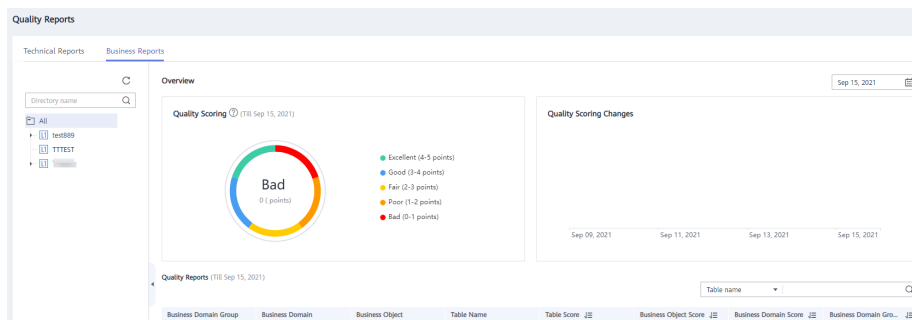 Quality Reports
Technical Reports Business Reports
Overview
Sep 15, 2021
Directory name
All
L1 test889
L1 TTTEST
L1
Quality Scoring ? (Till Sep 15, 2021)
Bad
0 ( points)
Excellent (4-5 points)
Good (3-4 points)
Fair (2-3 points)
Poor (1-2 points)
Bad (0-1 points)
Quality Scoring Changes
Sep 09, 2021 Sep 11, 2021 Sep 13, 2021 Sep 15, 2021
Quality Reports (Till Sep 15, 2021)
Table name
Business Domain Group Business Domain Business Object Table Name Table Score Business Object Score Business Domain Score Business Domain Gro...